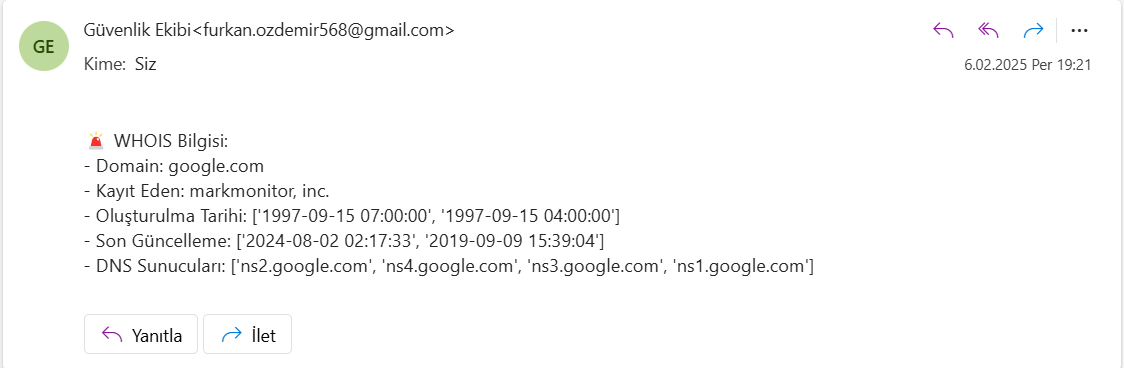 GE
Güvenlik Ekibi<furkan.ozdemir568@gmail.com>
Kime: Siz
6.02.2025 Per 19:21
🚨 WHOIS Bilgisi:
- Domain: google.com
- Kayıt Eden: markmonitor, inc.
- Oluşturulma Tarihi: ['1997-09-15 07:00:00', '1997-09-15 04:00:00']
- Son Güncelleme: ['2024-08-02 02:17:33', '2019-09-09 15:39:04']
- DNS Sunucuları: ['ns2.google.com', 'ns4.google.com', 'ns3.google.com', 'ns1.google.com']
Yanıtla İlet